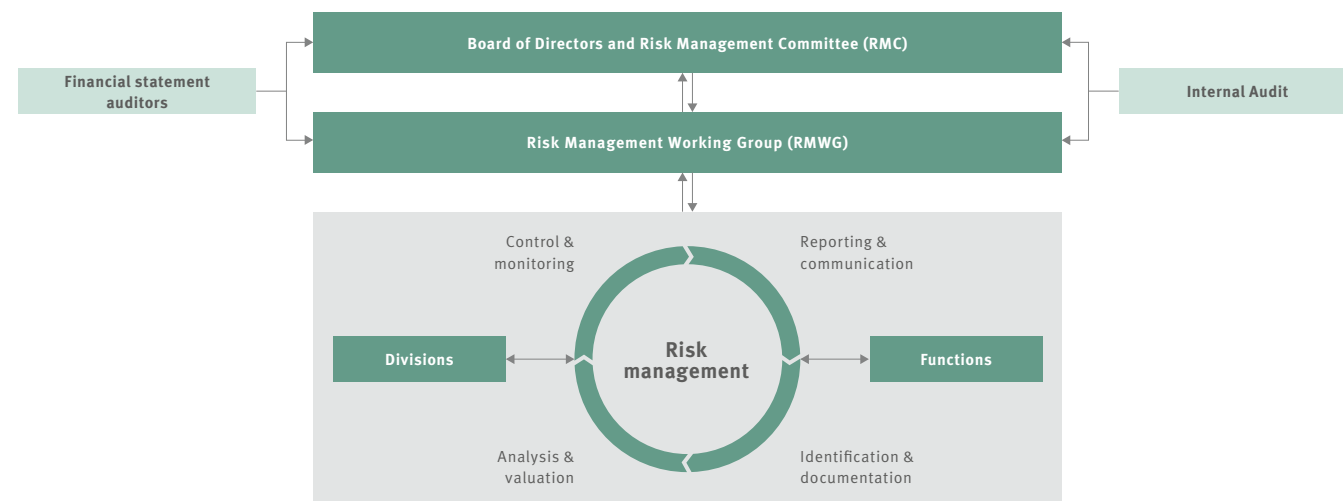 Board of Directors and Risk Management Committee (RMC)
Financial statement
auditors
Internal Audit
Risk Management Working Group (RMWG)
Control &
monitoring
Reporting &
communication
Divisions
Risk
management
Functions
Analysis &
valuation
Identification &
documentation